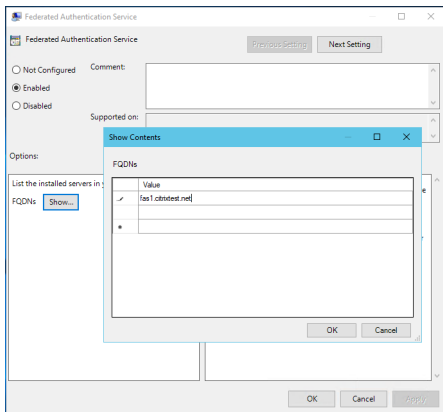 Federated Authentication Service
Federated Authentication Service
Previous Setting
Next Setting
Not Configured
Comment:
Enabled
Disabled
Supported on:
Options:
List the installed servers in
FQDNs
Show...
Show Contents
FQDNs
Value
fas1.citrixtest.net
OK
Cancel
OK
Cancel
Apply